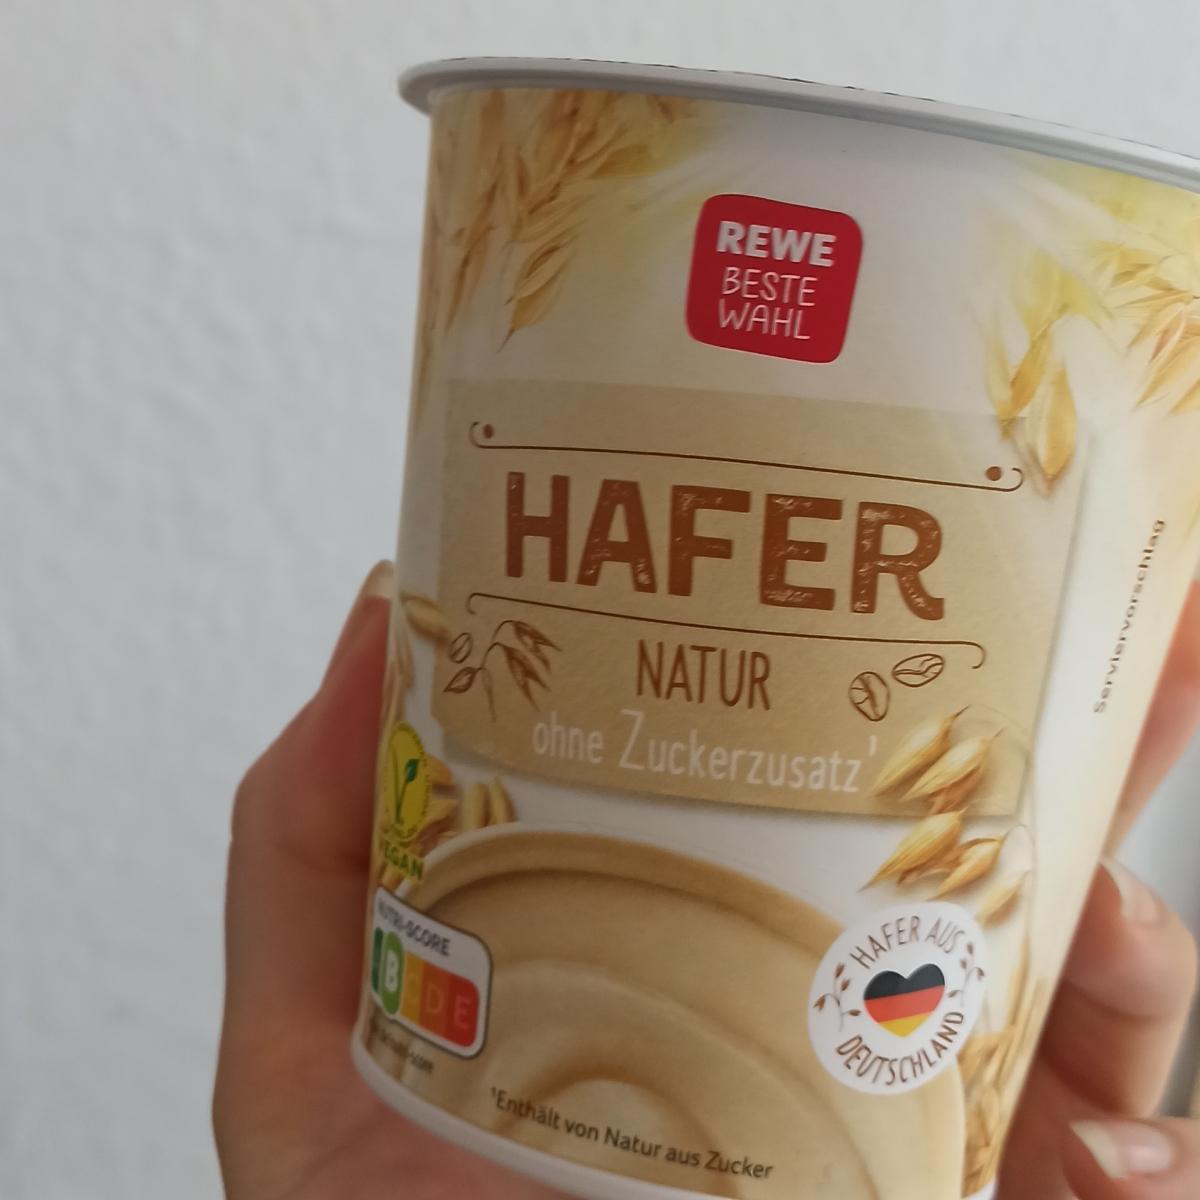 REWE
BESTE
WAHL
HAFER
NATUR
ohne Zuckerzusatz¹
Serviervorschlag
VEGAN
NUTRI-SCORE
B C D E
HAFER AUS
DEUTSCHLAND
¹Enthält von Natur aus Zucker